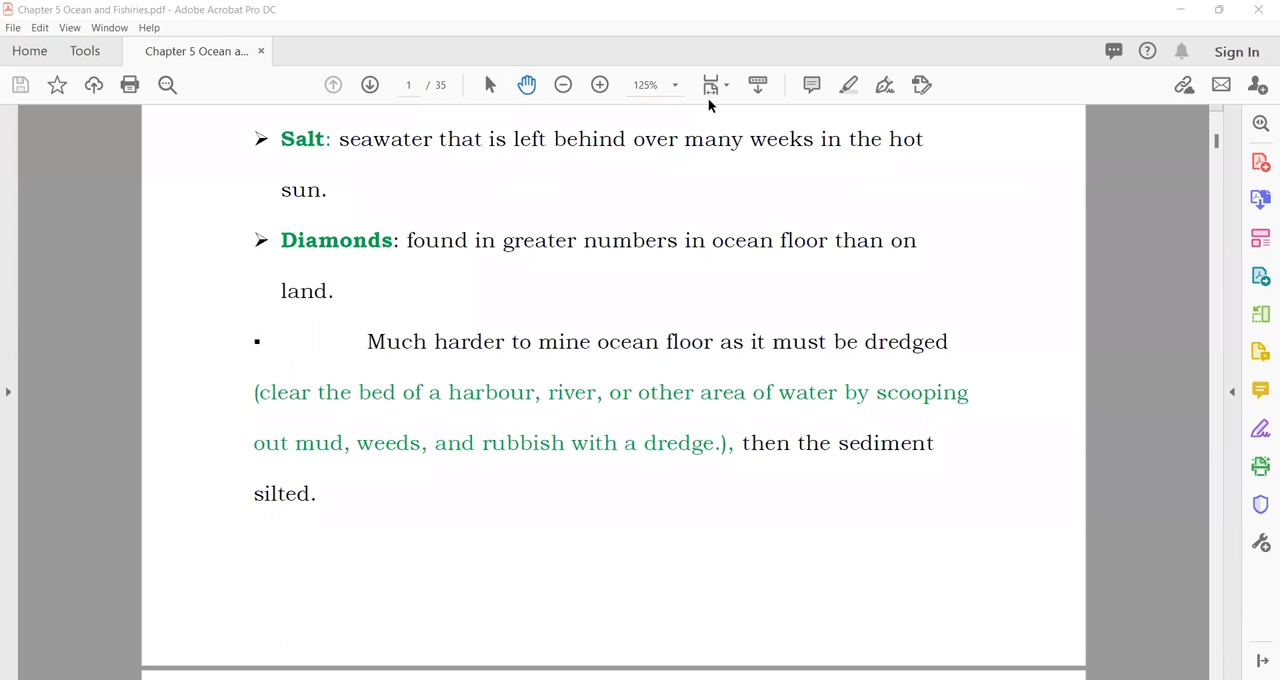 Chapter 5 Ocean and Fishiries.pdf - Adobe Acrobat Pro DC
File Edit View Window Help
Home Tools Chapter 5 Ocean a... × Sign In
1 / 35 125%
➢ Salt: seawater that is left behind over many weeks in the hot
sun.
➢ Diamonds: found in greater numbers in ocean floor than on
land.
▪ Much harder to mine ocean floor as it must be dredged
(clear the bed of a harbour, river, or other area of water by scooping
out mud, weeds, and rubbish with a dredge.), then the sediment
silted.